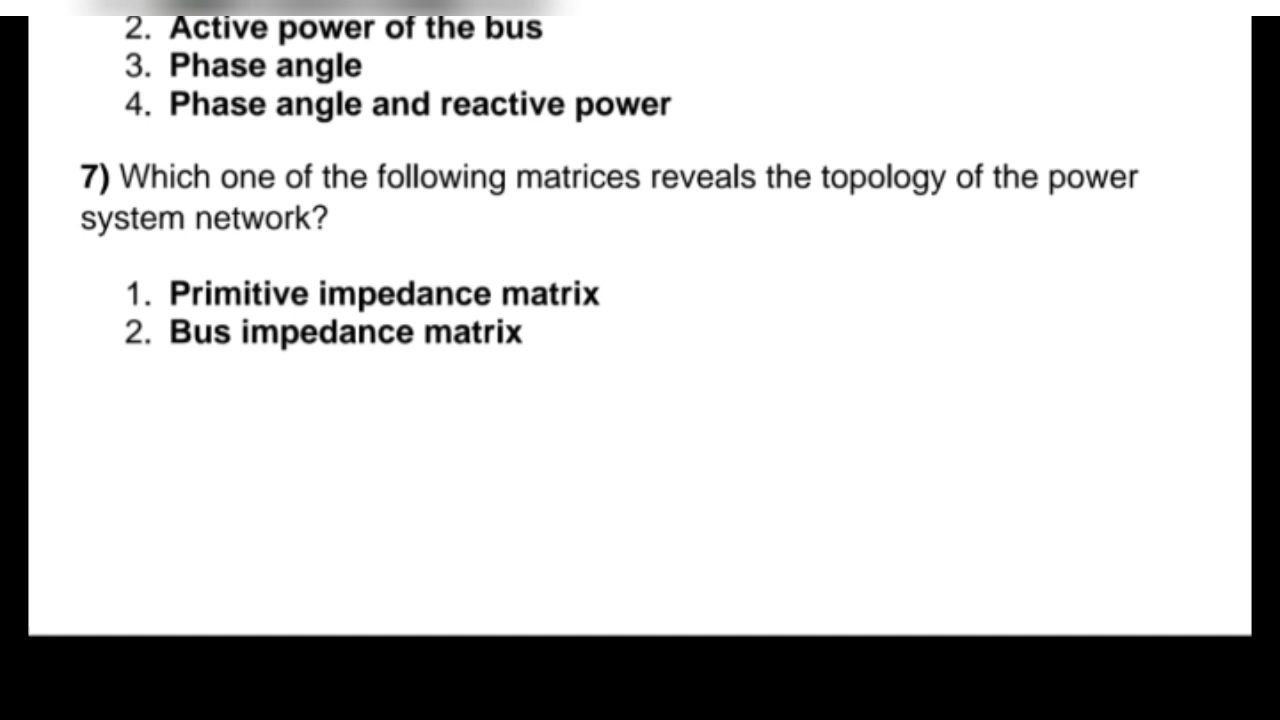 2. Active power of the bus
3. Phase angle
4. Phase angle and reactive power
7) Which one of the following matrices reveals the topology of the power
system network?
1. Primitive impedance matrix
2. Bus impedance matrix